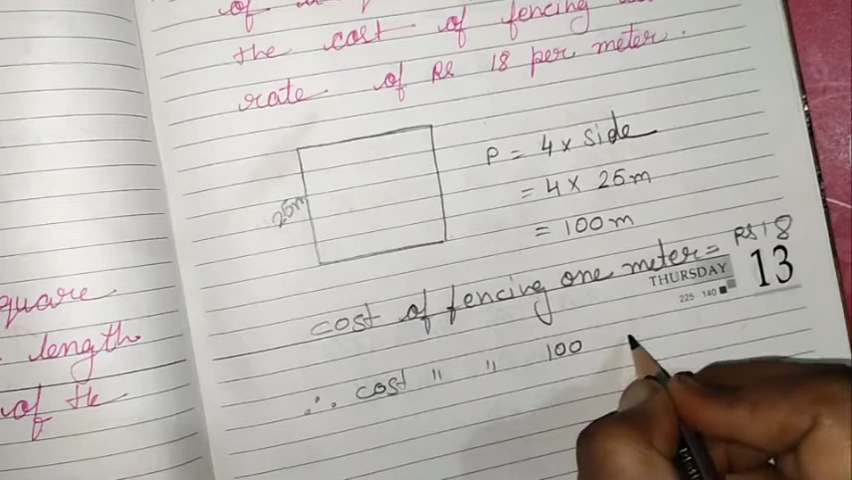 of
the cost of fencing
rate of Rs 18 per meter.
P = 4 x side
25m
= 4 x 25m
= 100m
cost of fencing one meter = RS 18
THURSDAY 13
225 - 140
∴ cost " " 100
quare
length
of the